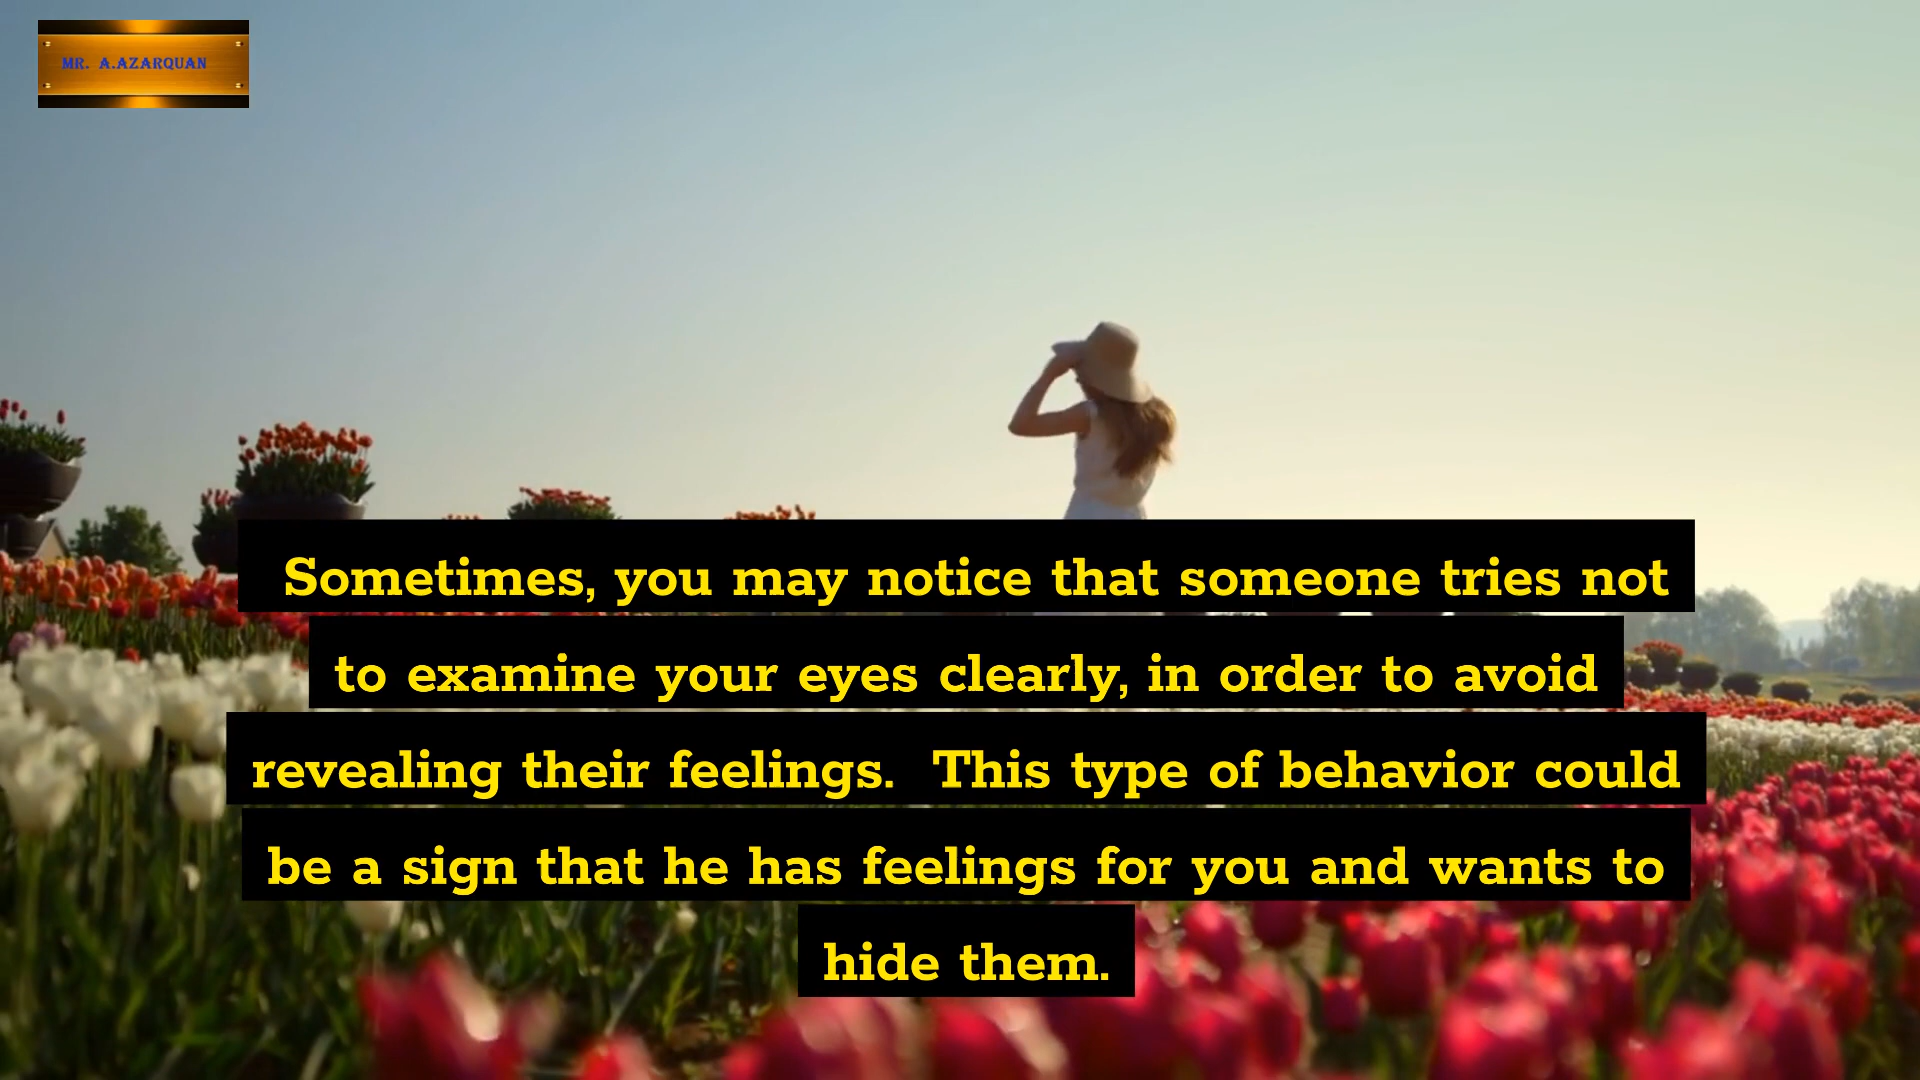 MR. A.AZARQUAN
Sometimes, you may notice that someone tries not
to examine your eyes clearly, in order to avoid
revealing their feelings.  This type of behavior could
be a sign that he has feelings for you and wants to
hide them.